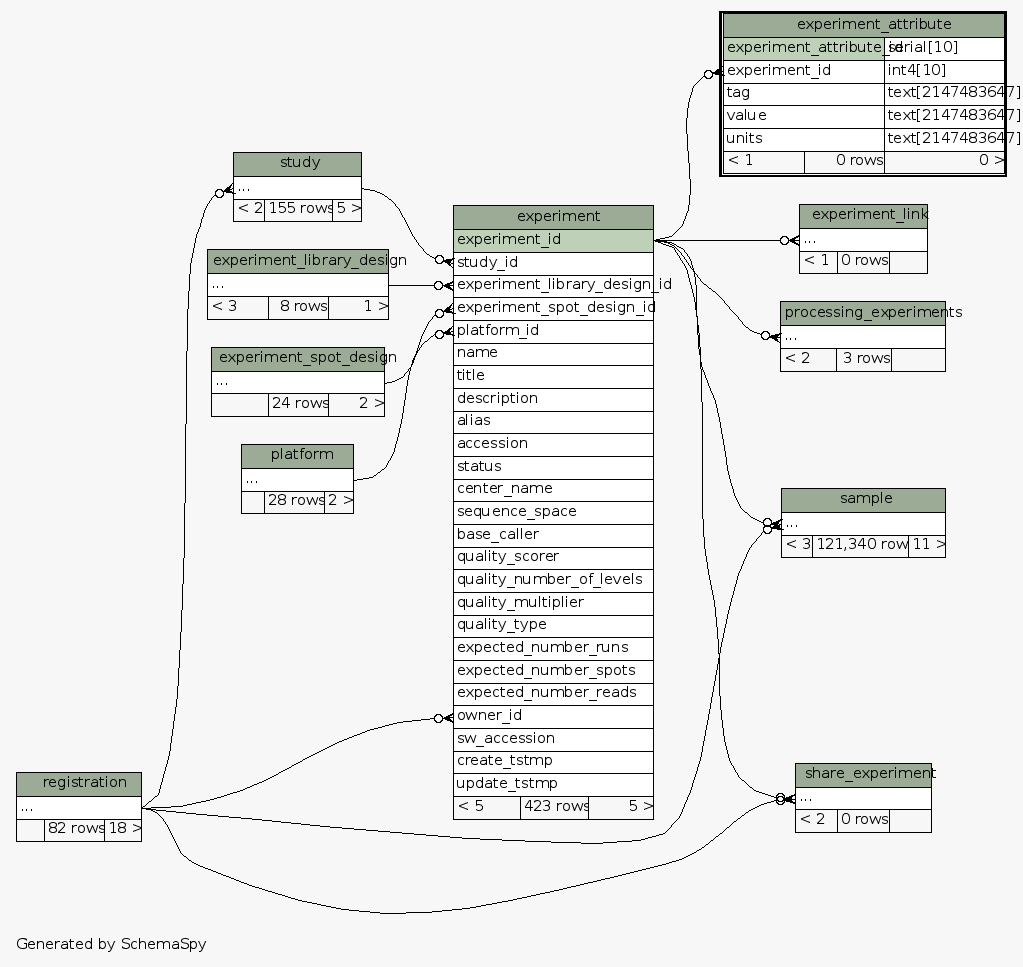 experiment_attribute
experiment_attribute_id serial[10]
experiment_id int4[10]
tag text[2147483647]
value text[2147483647]
units text[2147483647]
< 1 0 rows 0 >
study
...
< 2 155 rows 5 >
experiment_library_design
...
< 3 8 rows 1 >
experiment_spot_design
...
24 rows 2 >
platform
...
28 rows 2 >
experiment
experiment_id
study_id
experiment_library_design_id
experiment_spot_design_id
platform_id
name
title
description
alias
accession
status
center_name
sequence_space
base_caller
quality_scorer
quality_number_of_levels
quality_multiplier
quality_type
expected_number_runs
expected_number_spots
expected_number_reads
owner_id
sw_accession
create_tstmp
update_tstmp
< 5 423 rows 5 >
experiment_link
...
< 1 0 rows
processing_experiments
...
< 2 3 rows
sample
...
< 3 121,340 row 11 >
registration
...
82 rows 18 >
share_experiment
...
< 2 0 rows
Generated by SchemaSpy